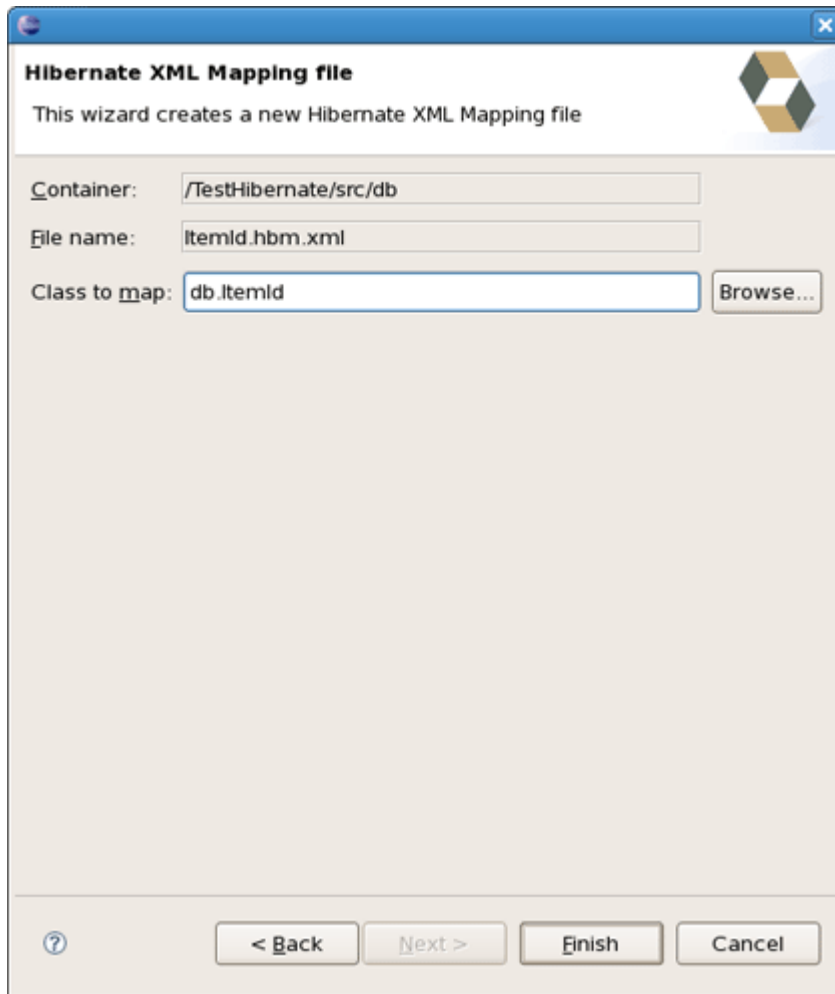 Hibernate XML Mapping file
This wizard creates a new Hibernate XML Mapping file
Container: /TestHibernate/src/db
File name: ItemId.hbm.xml
Class to map: db.ItemId Browse...
< Back Next > Finish Cancel